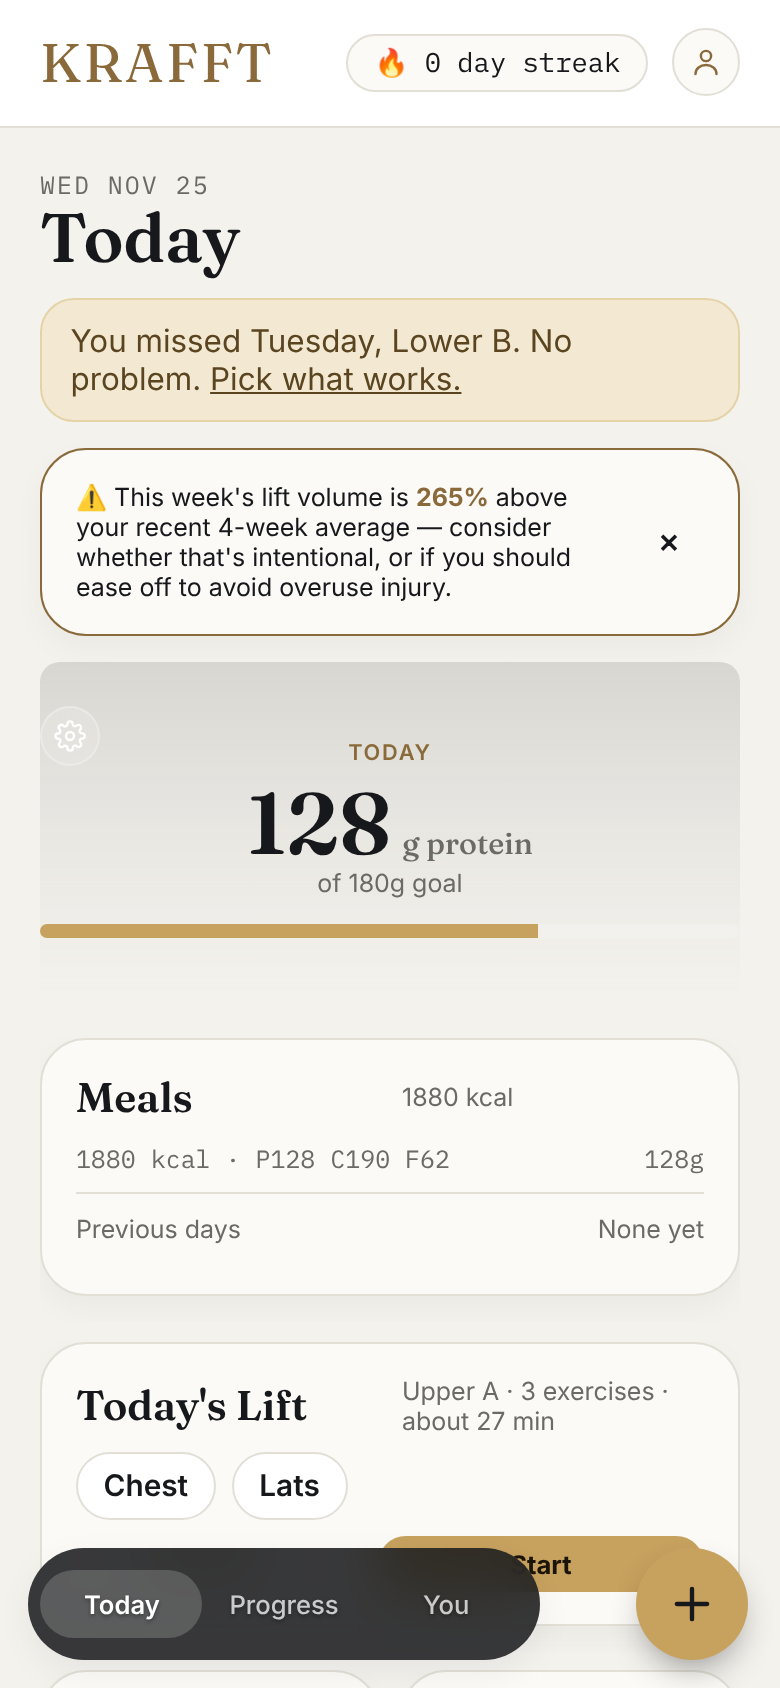 KRAFFT
🔥 0 day streak
WED NOV 25
Today
You missed Tuesday, Lower B. No
problem. Pick what works.
⚠️ This week's lift volume is 265% above
your recent 4-week average — consider
whether that's intentional, or if you should
ease off to avoid overuse injury.
×
TODAY
128 g protein
of 180g goal
Meals 1880 kcal
1880 kcal · P128 C190 F62 128g
Previous days None yet
Today's Lift Upper A · 3 exercises ·
about 27 min
Chest Lats
Start
Today Progress You +